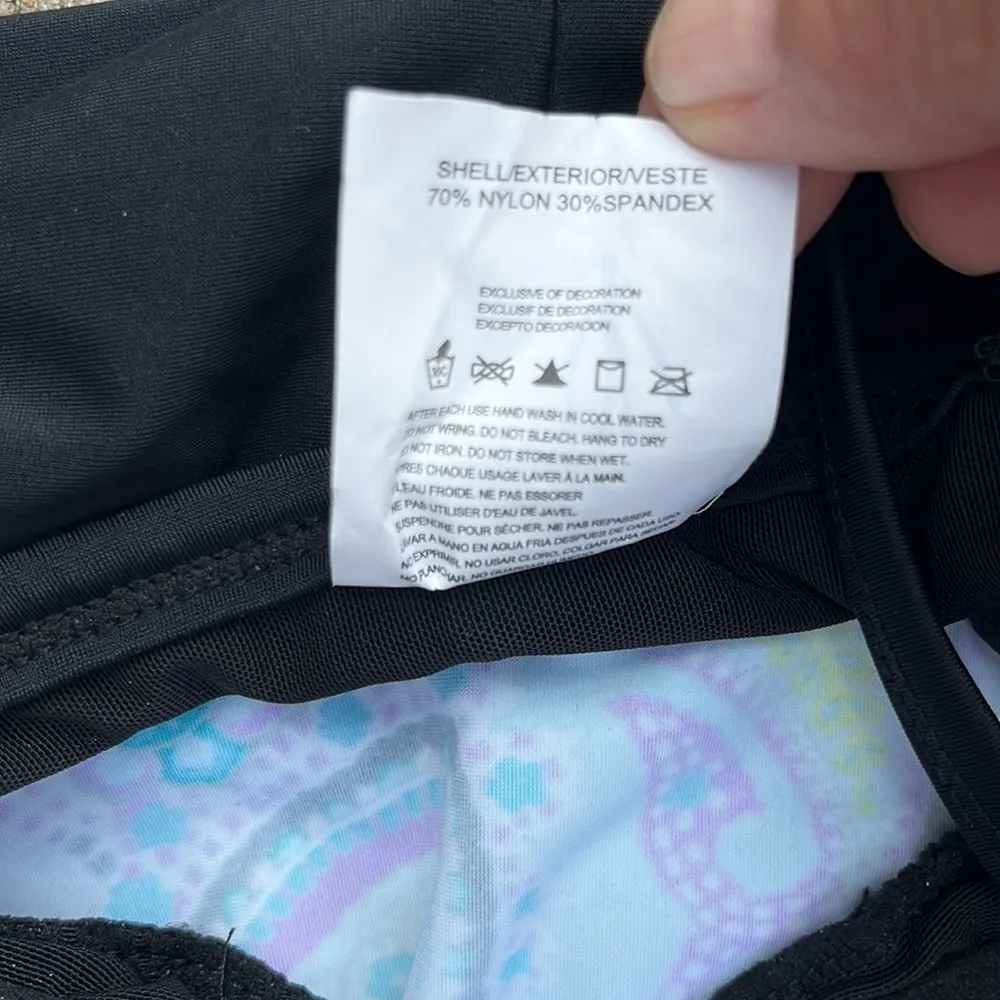 SHELL/EXTERIOR/VESTE
70% NYLON 30%SPANDEX
EXCLUSIVE OF DECORATION
EXCLUSIF DE DECORATION
EXCEPTO DECORACION
AFTER EACH USE HAND WASH IN COOL WATER.
NOT WRING. DO NOT BLEACH. HANG TO DRY
NOT IRON. DO NOT STORE WHEN WET.
PRES CHAQUE USAGE LAVER À LA MAIN.
L'EAU FROIDE. NE PAS ESSORER
NE PAS UTILISER D'EAU DE JAVEL.
SUSPENDRE POUR SÉCHER. NE PAS REPASSER.
LAVAR A MANO EN AGUA FRIA DESPUES DE CADA USO.
NO EXPRIMIR. NO USAR CLORO. COLGAR PARA SECAR.
NO PLANCHAR. NO GUARDAR HUMEDO.